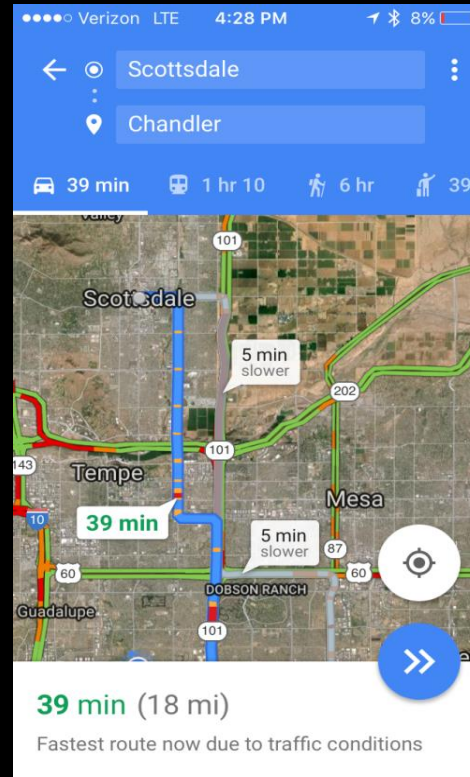 Verizon LTE 4:28 PM 8%
Scottsdale
Chandler
39 min 1 hr 10 6 hr 39
Valley
101
Scottsdale
5 min
slower
202
101
143
Tempe
Mesa
39 min
10
5 min
slower
87
60
60
DOBSON RANCH
Guadalupe
101
39 min (18 mi)
Fastest route now due to traffic conditions